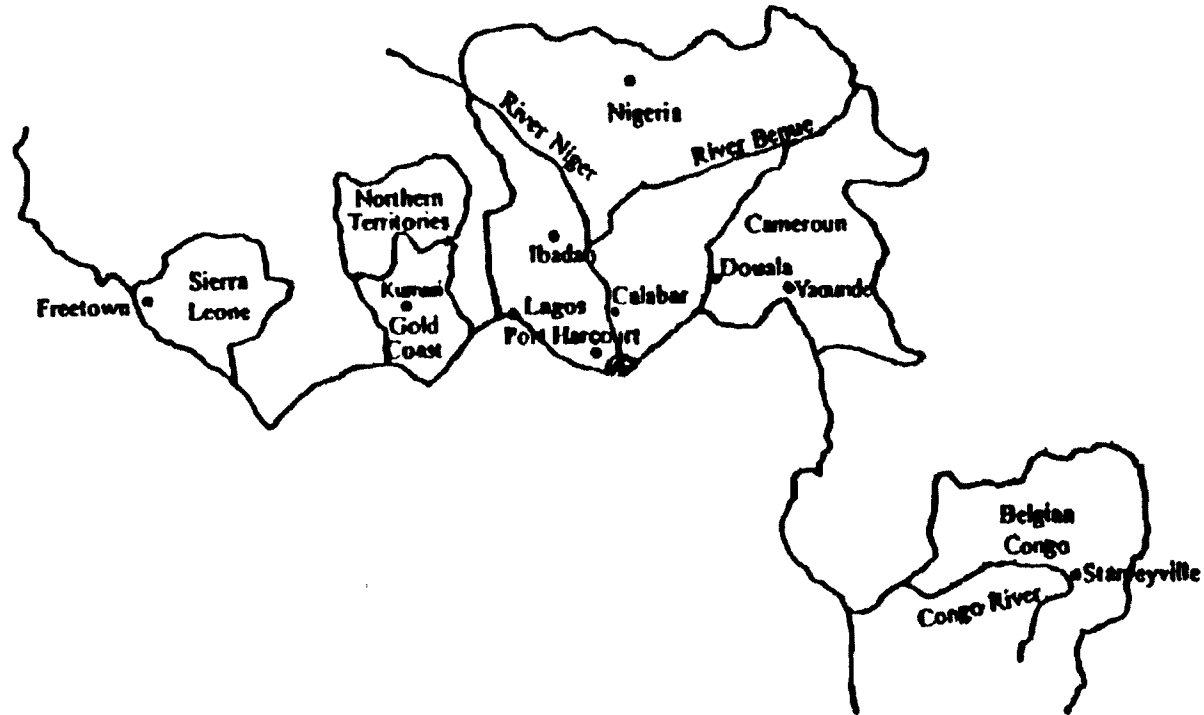 Nigeria
River Niger
River Benue
Northern
Territories
Cameroun
Ibadan
Douala
Sierra
Leone
Freetown
Kumasi
Yaounde
Calabar
Lagos
Gold
Coast
Port Harcourt
Belgian
Congo
Stanleyville
Congo River